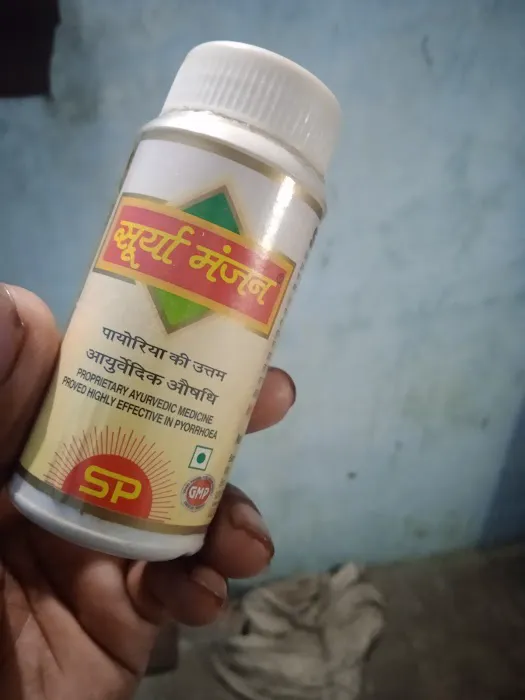 सूर्या मंजन
पायोरिया की उत्तम
आयुर्वेदिक औषधि
PROPRIETARY AYURVEDIC MEDICINE
PROVED HIGHLY EFFECTIVE IN PYORRHOEA
SP
GMP